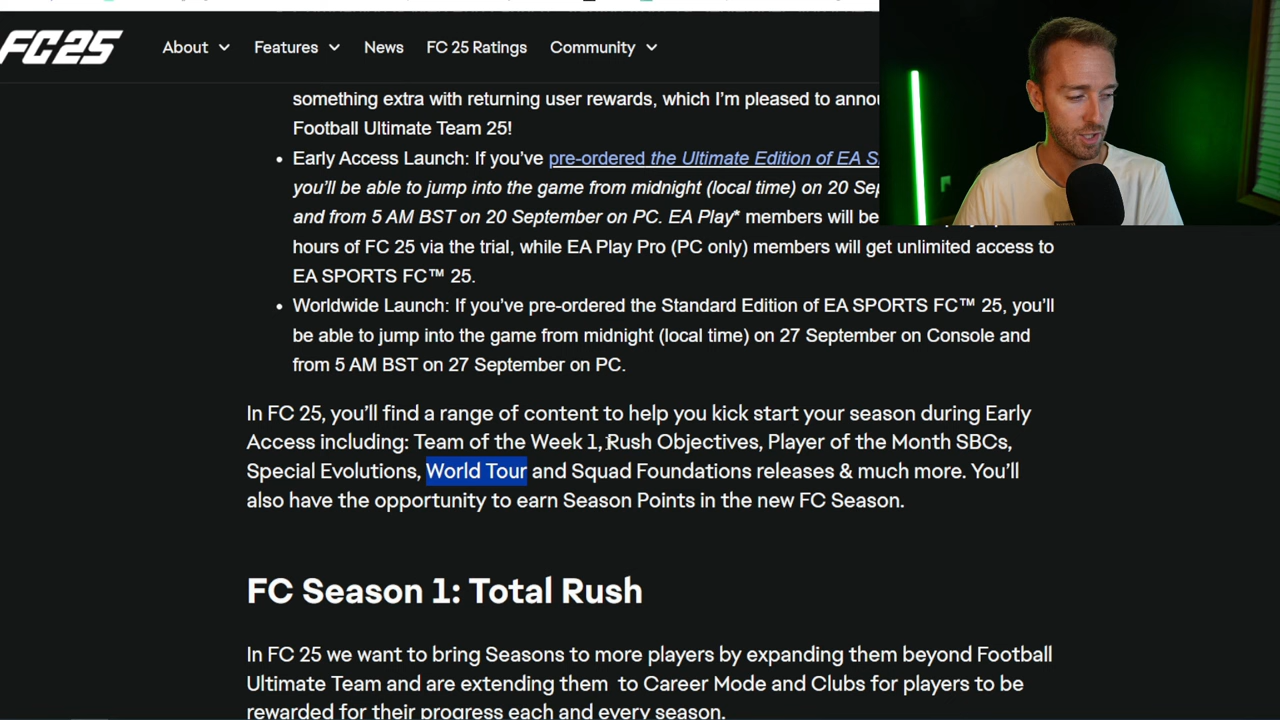 FC25
About
Features
News
FC 25 Ratings
Community
something extra with returning user rewards, which I'm pleased to
Football Ultimate Team 25!
• Early Access Launch: If you've pre-ordered the Ultimate Edition of EA
you'll be able to jump into the game from midnight (local time) on 20
and from 5 AM BST on 20 September on PC. EA Play* members will be
hours of FC 25 via the trial, while EA Play Pro (PC only) members will get unlimited access to
EA SPORTS FC™ 25.
• Worldwide Launch: If you've pre-ordered the Standard Edition of EA SPORTS FC™ 25, you'll
be able to jump into the game from midnight (local time) on 27 September on Console and
from 5 AM BST on 27 September on PC.
In FC 25, you'll find a range of content to help you kick start your season during Early
Access including: Team of the Week 1, Rush Objectives, Player of the Month SBCs,
Special Evolutions, World Tour and Squad Foundations releases & much more. You'll
also have the opportunity to earn Season Points in the new FC Season.
FC Season 1: Total Rush
In FC 25 we want to bring Seasons to more players by expanding them beyond Football
Ultimate Team and are extending them to Career Mode and Clubs for players to be
rewarded for their progress each and every season.